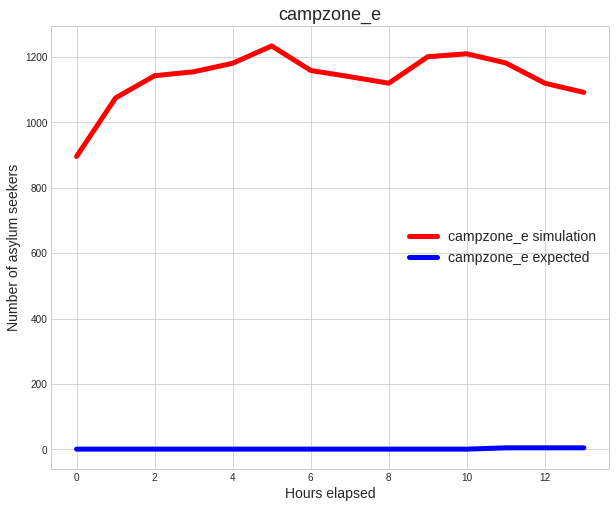 campzone_e
Number of asylum seekers
1200
1000
800
600
400
200
0
campzone_e simulation
campzone_e expected
0 2 4 6 8 10 12
Hours elapsed